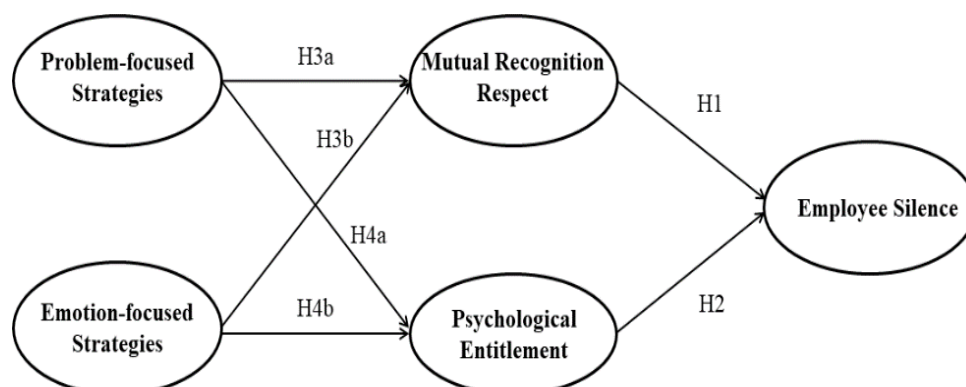 Problem-focused
Strategies
H3a
Mutual Recognition
Respect
H1
H3b
Employee Silence
H4a
Emotion-focused
Strategies
H4b
Psychological
Entitlement
H2